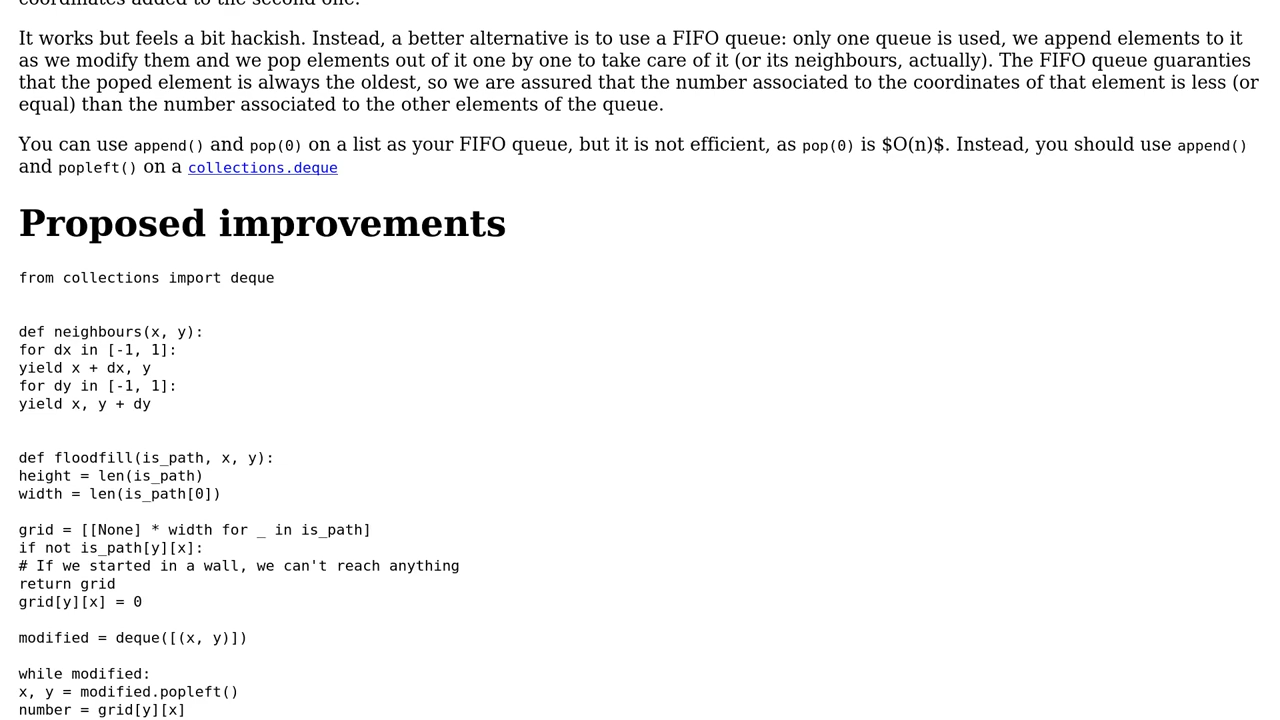 coordinates added to the second one.
It works but feels a bit hackish. Instead, a better alternative is to use a FIFO queue: only one queue is used, we append elements to it
as we modify them and we pop elements out of it one by one to take care of it (or its neighbours, actually). The FIFO queue guaranties
that the poped element is always the oldest, so we are assured that the number associated to the coordinates of that element is less (or
equal) than the number associated to the other elements of the queue.
You can use append() and pop(0) on a list as your FIFO queue, but it is not efficient, as pop(0) is $O(n)$. Instead, you should use append()
and popleft() on a collections.deque
Proposed improvements
from collections import deque
def neighbours(x, y):
for dx in [-1, 1]:
yield x + dx, y
for dy in [-1, 1]:
yield x, y + dy
def floodfill(is_path, x, y):
height = len(is_path)
width = len(is_path[0])
grid = [[None] * width for _ in is_path]
if not is_path[y][x]:
# If we started in a wall, we can't reach anything
return grid
grid[y][x] = 0
modified = deque([(x, y)])
while modified:
x, y = modified.popleft()
number = grid[y][x]